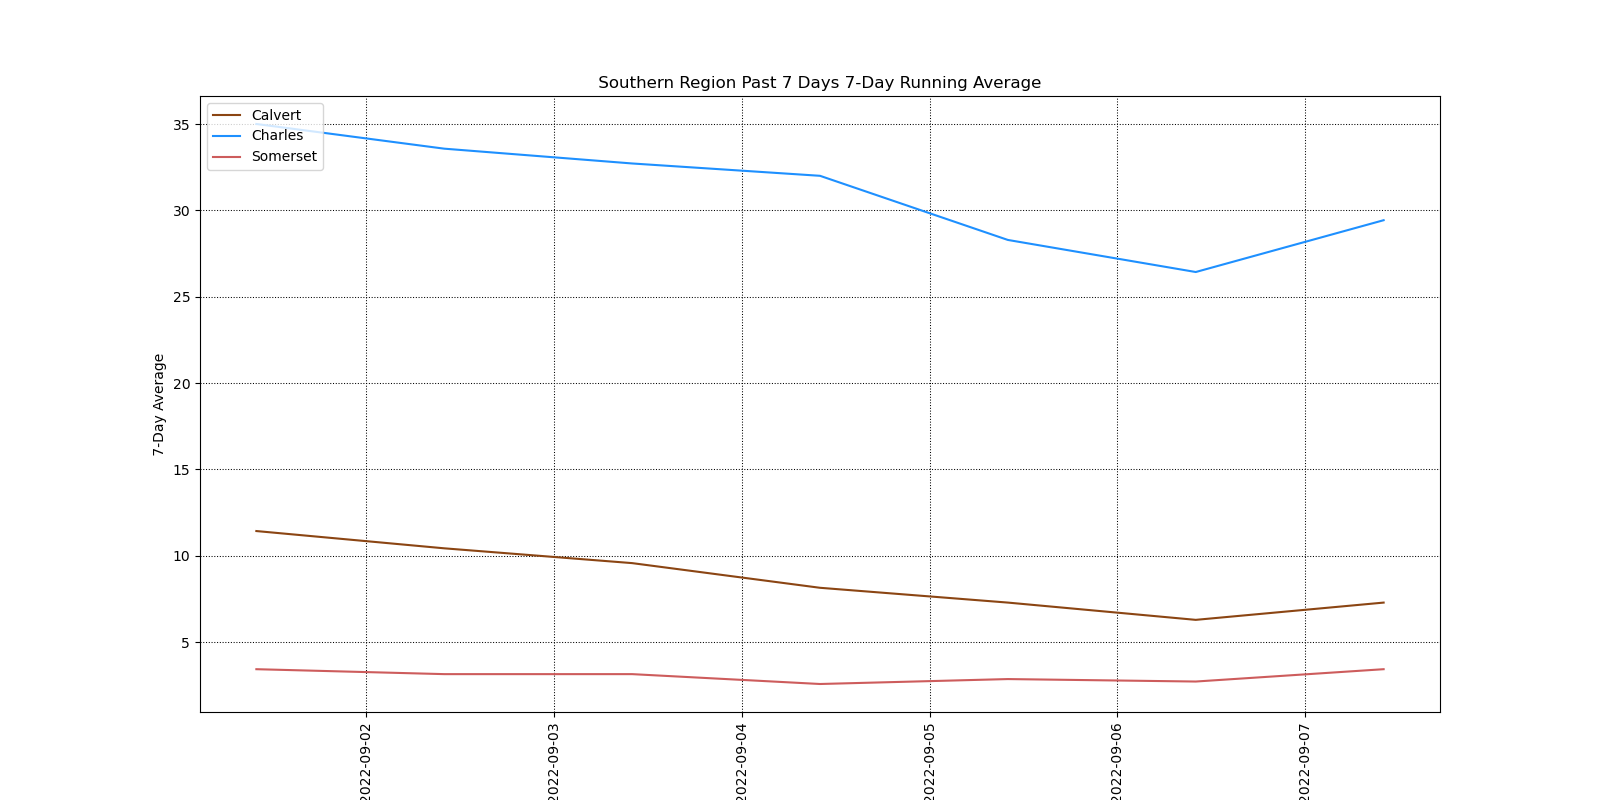 Southern Region Past 7 Days 7-Day Running Average
Calvert
Charles
Somerset
7-Day Average
35
30
25
20
15
10
5
2022-09-02
2022-09-03
2022-09-04
2022-09-05
2022-09-06
2022-09-07